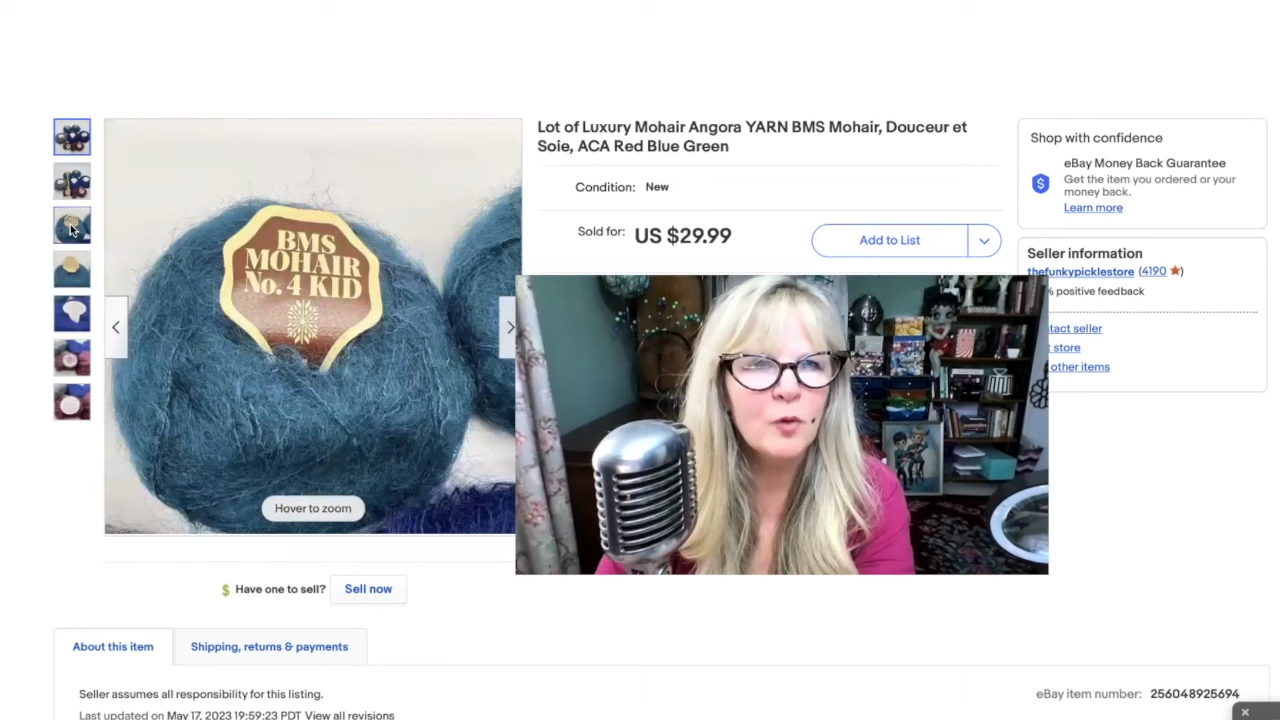 Lot of Luxury Mohair Angora YARN BMS Mohair, Douceur et
Soie, ACA Red Blue Green
Condition: New
Sold for: US $29.99
Add to List
Shop with confidence
eBay Money Back Guarantee
Get the item you ordered or your
money back.
Learn more
Seller information
thefunkypicklestore (4190)
% positive feedback
tact seller
store
other items
BMS
MOHAIR
No. 4 KID
Hover to zoom
Have one to sell? Sell now
About this item
Shipping, returns & payments
Seller assumes all responsibility for this listing.
Last updated on May 17, 2023 19:59:23 PDT View all revisions
eBay item number: 256048925694